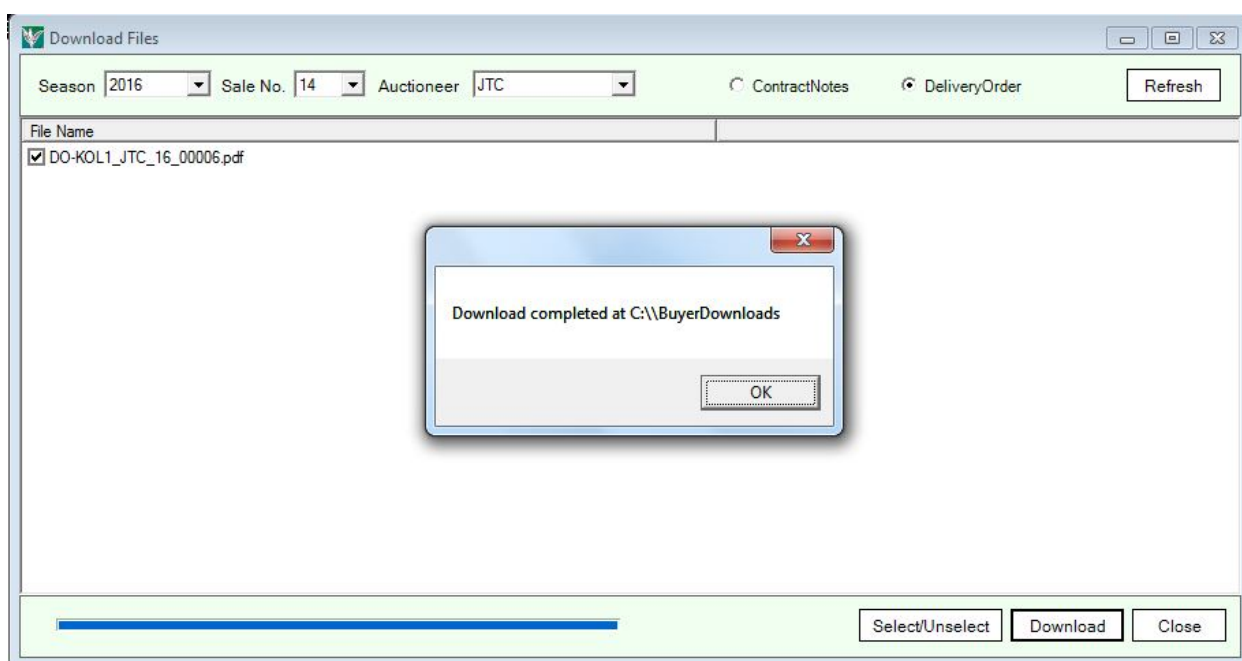 Download Files
Season 2016 Sale No. 14 Auctioneer JTC ContractNotes DeliveryOrder Refresh
File Name
DO-KOL1_JTC_16_00006.pdf
Download completed at C:\\BuyerDownloads
OK
Select/Unselect Download Close